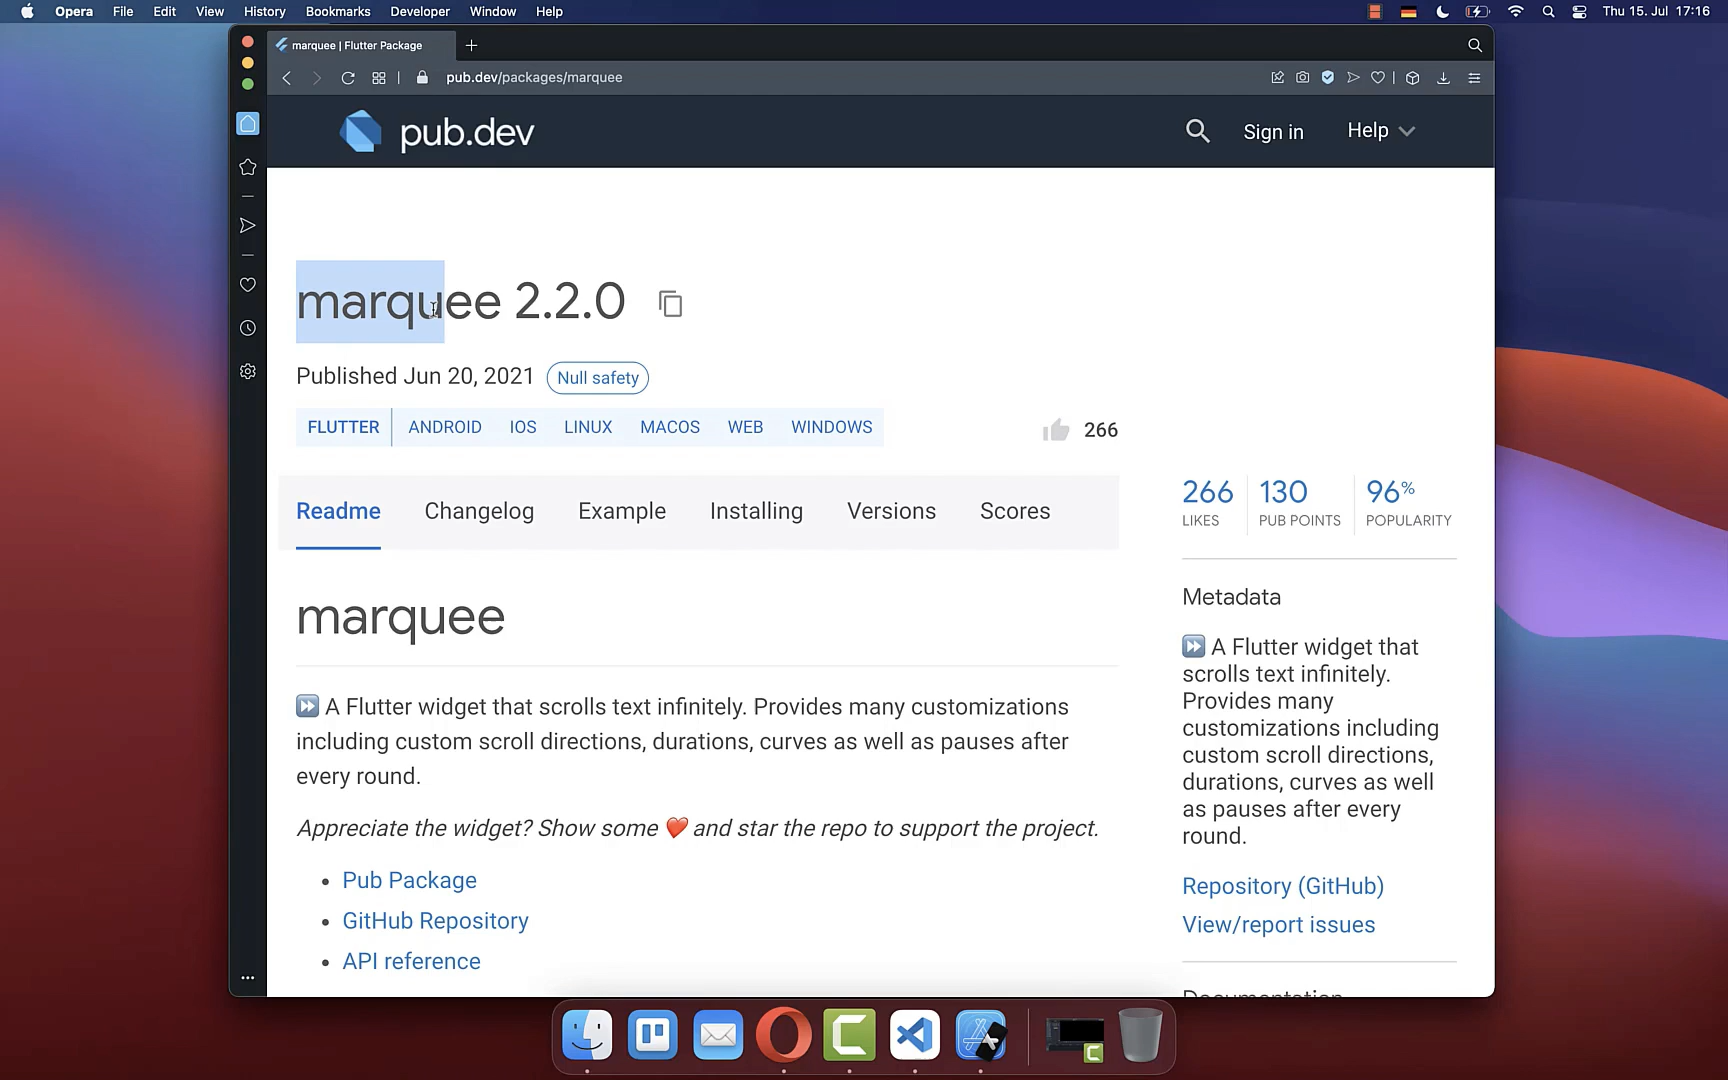 Opera File Edit View History Bookmarks Developer Window Help
Thu 15. Jul 17:16
marquee | Flutter Package
pub.dev/packages/marquee
pub.dev
Sign in
Help
marquee 2.2.0
Published Jun 20, 2021 Null safety
FLUTTER ANDROID IOS LINUX MACOS WEB WINDOWS
266
Readme Changelog Example Installing Versions Scores
266 LIKES
130 PUB POINTS
96% POPULARITY
marquee
A Flutter widget that scrolls text infinitely. Provides many customizations
including custom scroll directions, durations, curves as well as pauses after
every round.
Appreciate the widget? Show some ❤️ and star the repo to support the project.
• Pub Package
• GitHub Repository
• API reference
Metadata
A Flutter widget that
scrolls text infinitely.
Provides many
customizations including
custom scroll directions,
durations, curves as well
as pauses after every
round.
Repository (GitHub)
View/report issues
Documentation